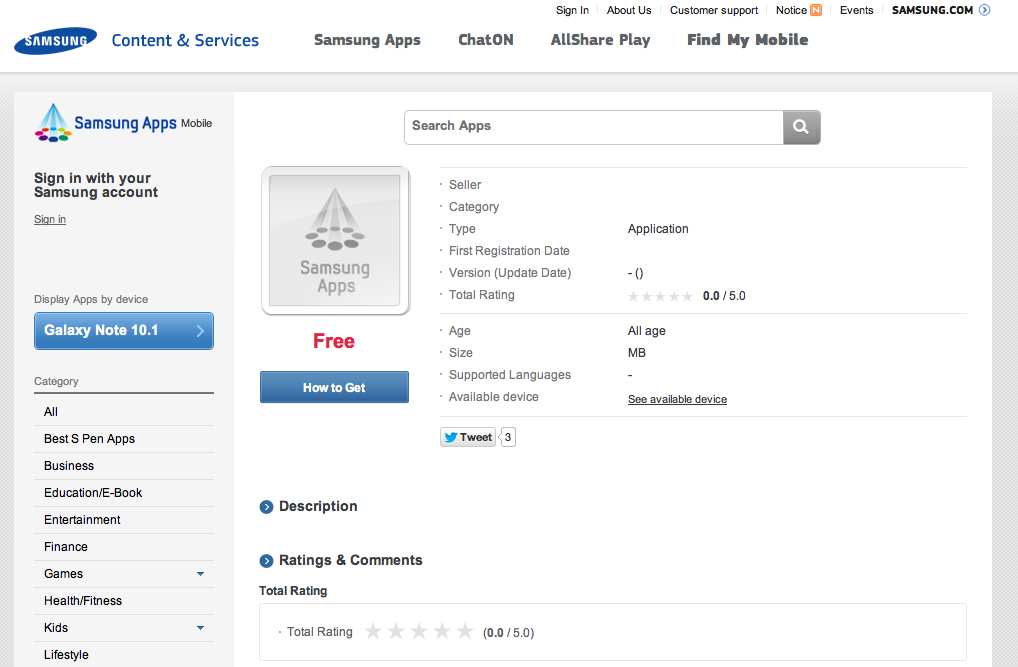 Sign In About Us Customer support Notice N Events SAMSUNG.COM
SAMSUNG Content & Services Samsung Apps ChatON AllShare Play Find My Mobile
Samsung Apps Mobile
Search Apps
Sign in with your
Samsung account
Sign in
Display Apps by device
Galaxy Note 10.1
Category
All
Best S Pen Apps
Business
Education/E-Book
Entertainment
Finance
Games
Health/Fitness
Kids
Lifestyle
Samsung
Apps
Free
How to Get
· Seller
· Category
· Type Application
· First Registration Date
· Version (Update Date) - ()
· Total Rating 0.0 / 5.0
· Age All age
· Size MB
· Supported Languages -
· Available device See available device
Tweet 3
Description
Ratings & Comments
Total Rating
· Total Rating (0.0 / 5.0)